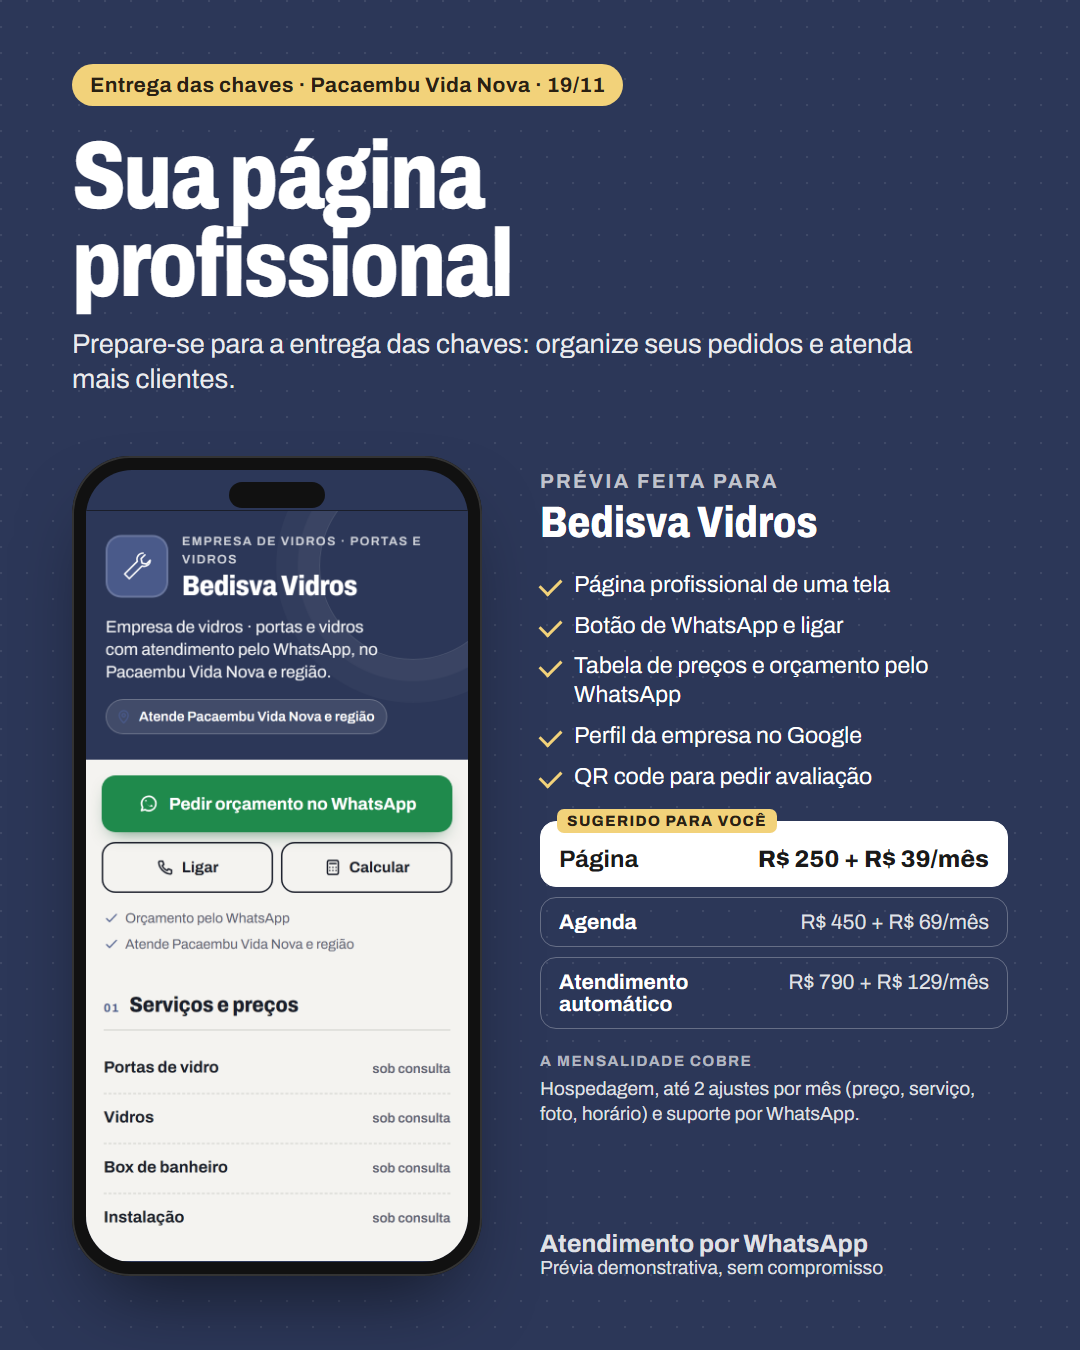 Entrega das chaves · Pacaembu Vida Nova · 19/11
Sua página
profissional
Prepare-se para a entrega das chaves: organize seus pedidos e atenda
mais clientes.
EMPRESA DE VIDROS · PORTAS E
VIDROS
Bedisva Vidros
Empresa de vidros · portas e vidros
com atendimento pelo WhatsApp, no
Pacaembu Vida Nova e região.
Atende Pacaembu Vida Nova e região
Pedir orçamento no WhatsApp
Ligar
Calcular
Orçamento pelo WhatsApp
Atende Pacaembu Vida Nova e região
01 Serviços e preços
Portas de vidro sob consulta
Vidros sob consulta
Box de banheiro sob consulta
Instalação sob consulta
PRÉVIA FEITA PARA
Bedisva Vidros
Página profissional de uma tela
Botão de WhatsApp e ligar
Tabela de preços e orçamento pelo
WhatsApp
Perfil da empresa no Google
QR code para pedir avaliação
SUGERIDO PARA VOCÊ
Página R$ 250 + R$ 39/mês
Agenda R$ 450 + R$ 69/mês
Atendimento R$ 790 + R$ 129/mês
automático
A MENSALIDADE COBRE
Hospedagem, até 2 ajustes por mês (preço, serviço,
foto, horário) e suporte por WhatsApp.
Atendimento por WhatsApp
Prévia demonstrativa, sem compromisso